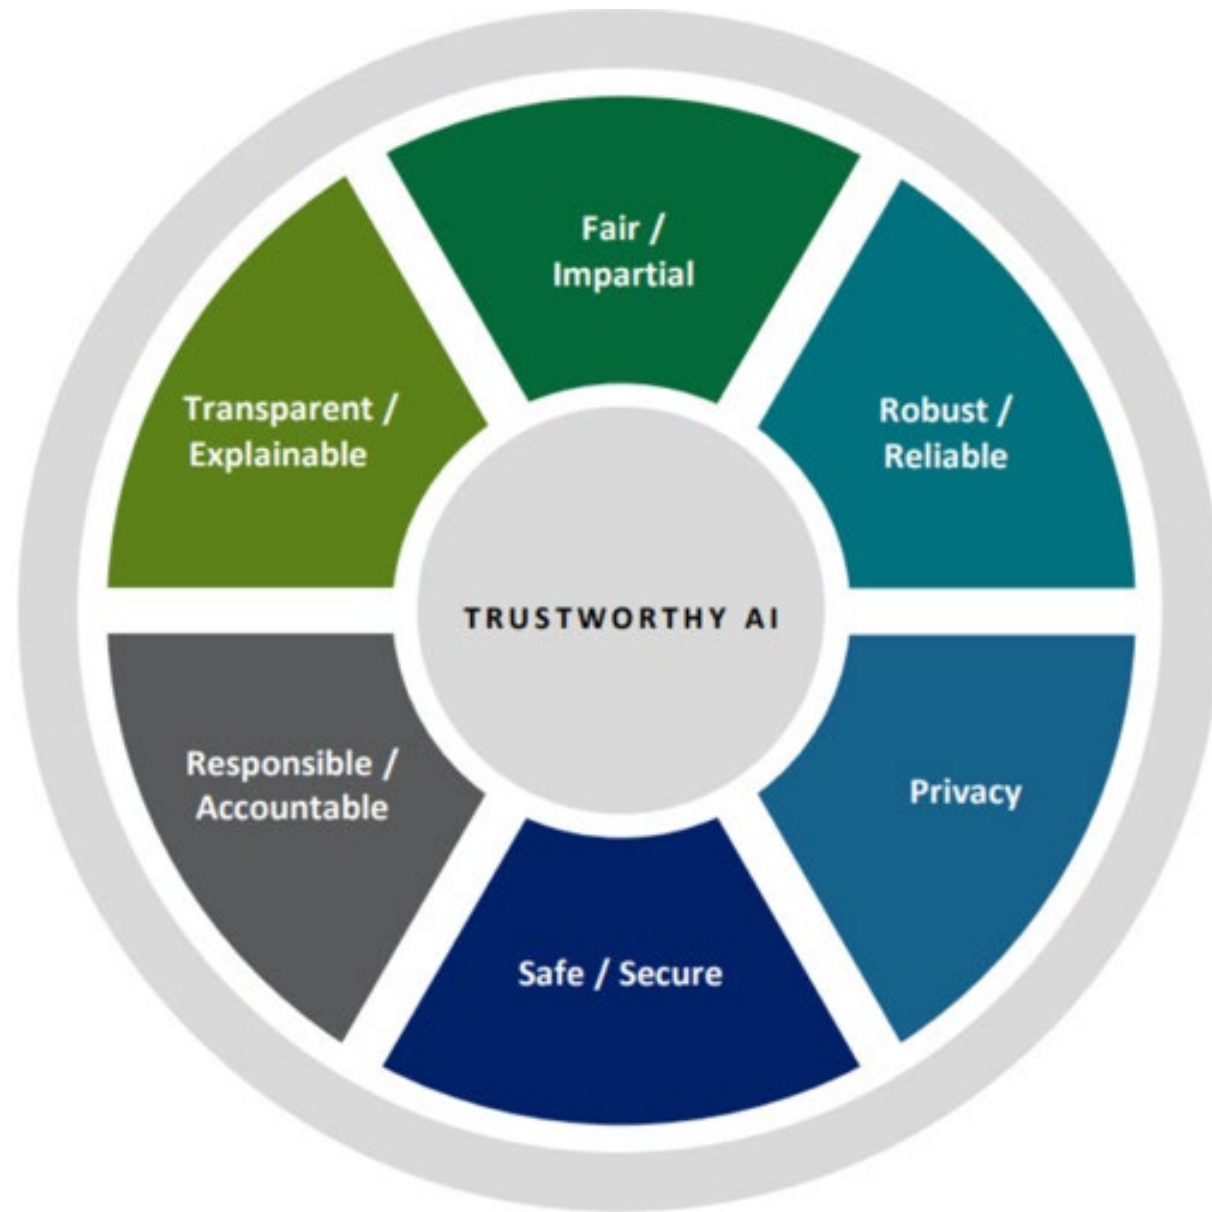 Fair /
Impartial
Transparent /
Explainable
Robust /
Reliable
TRUSTWORTHY AI
Responsible /
Accountable
Privacy
Safe / Secure